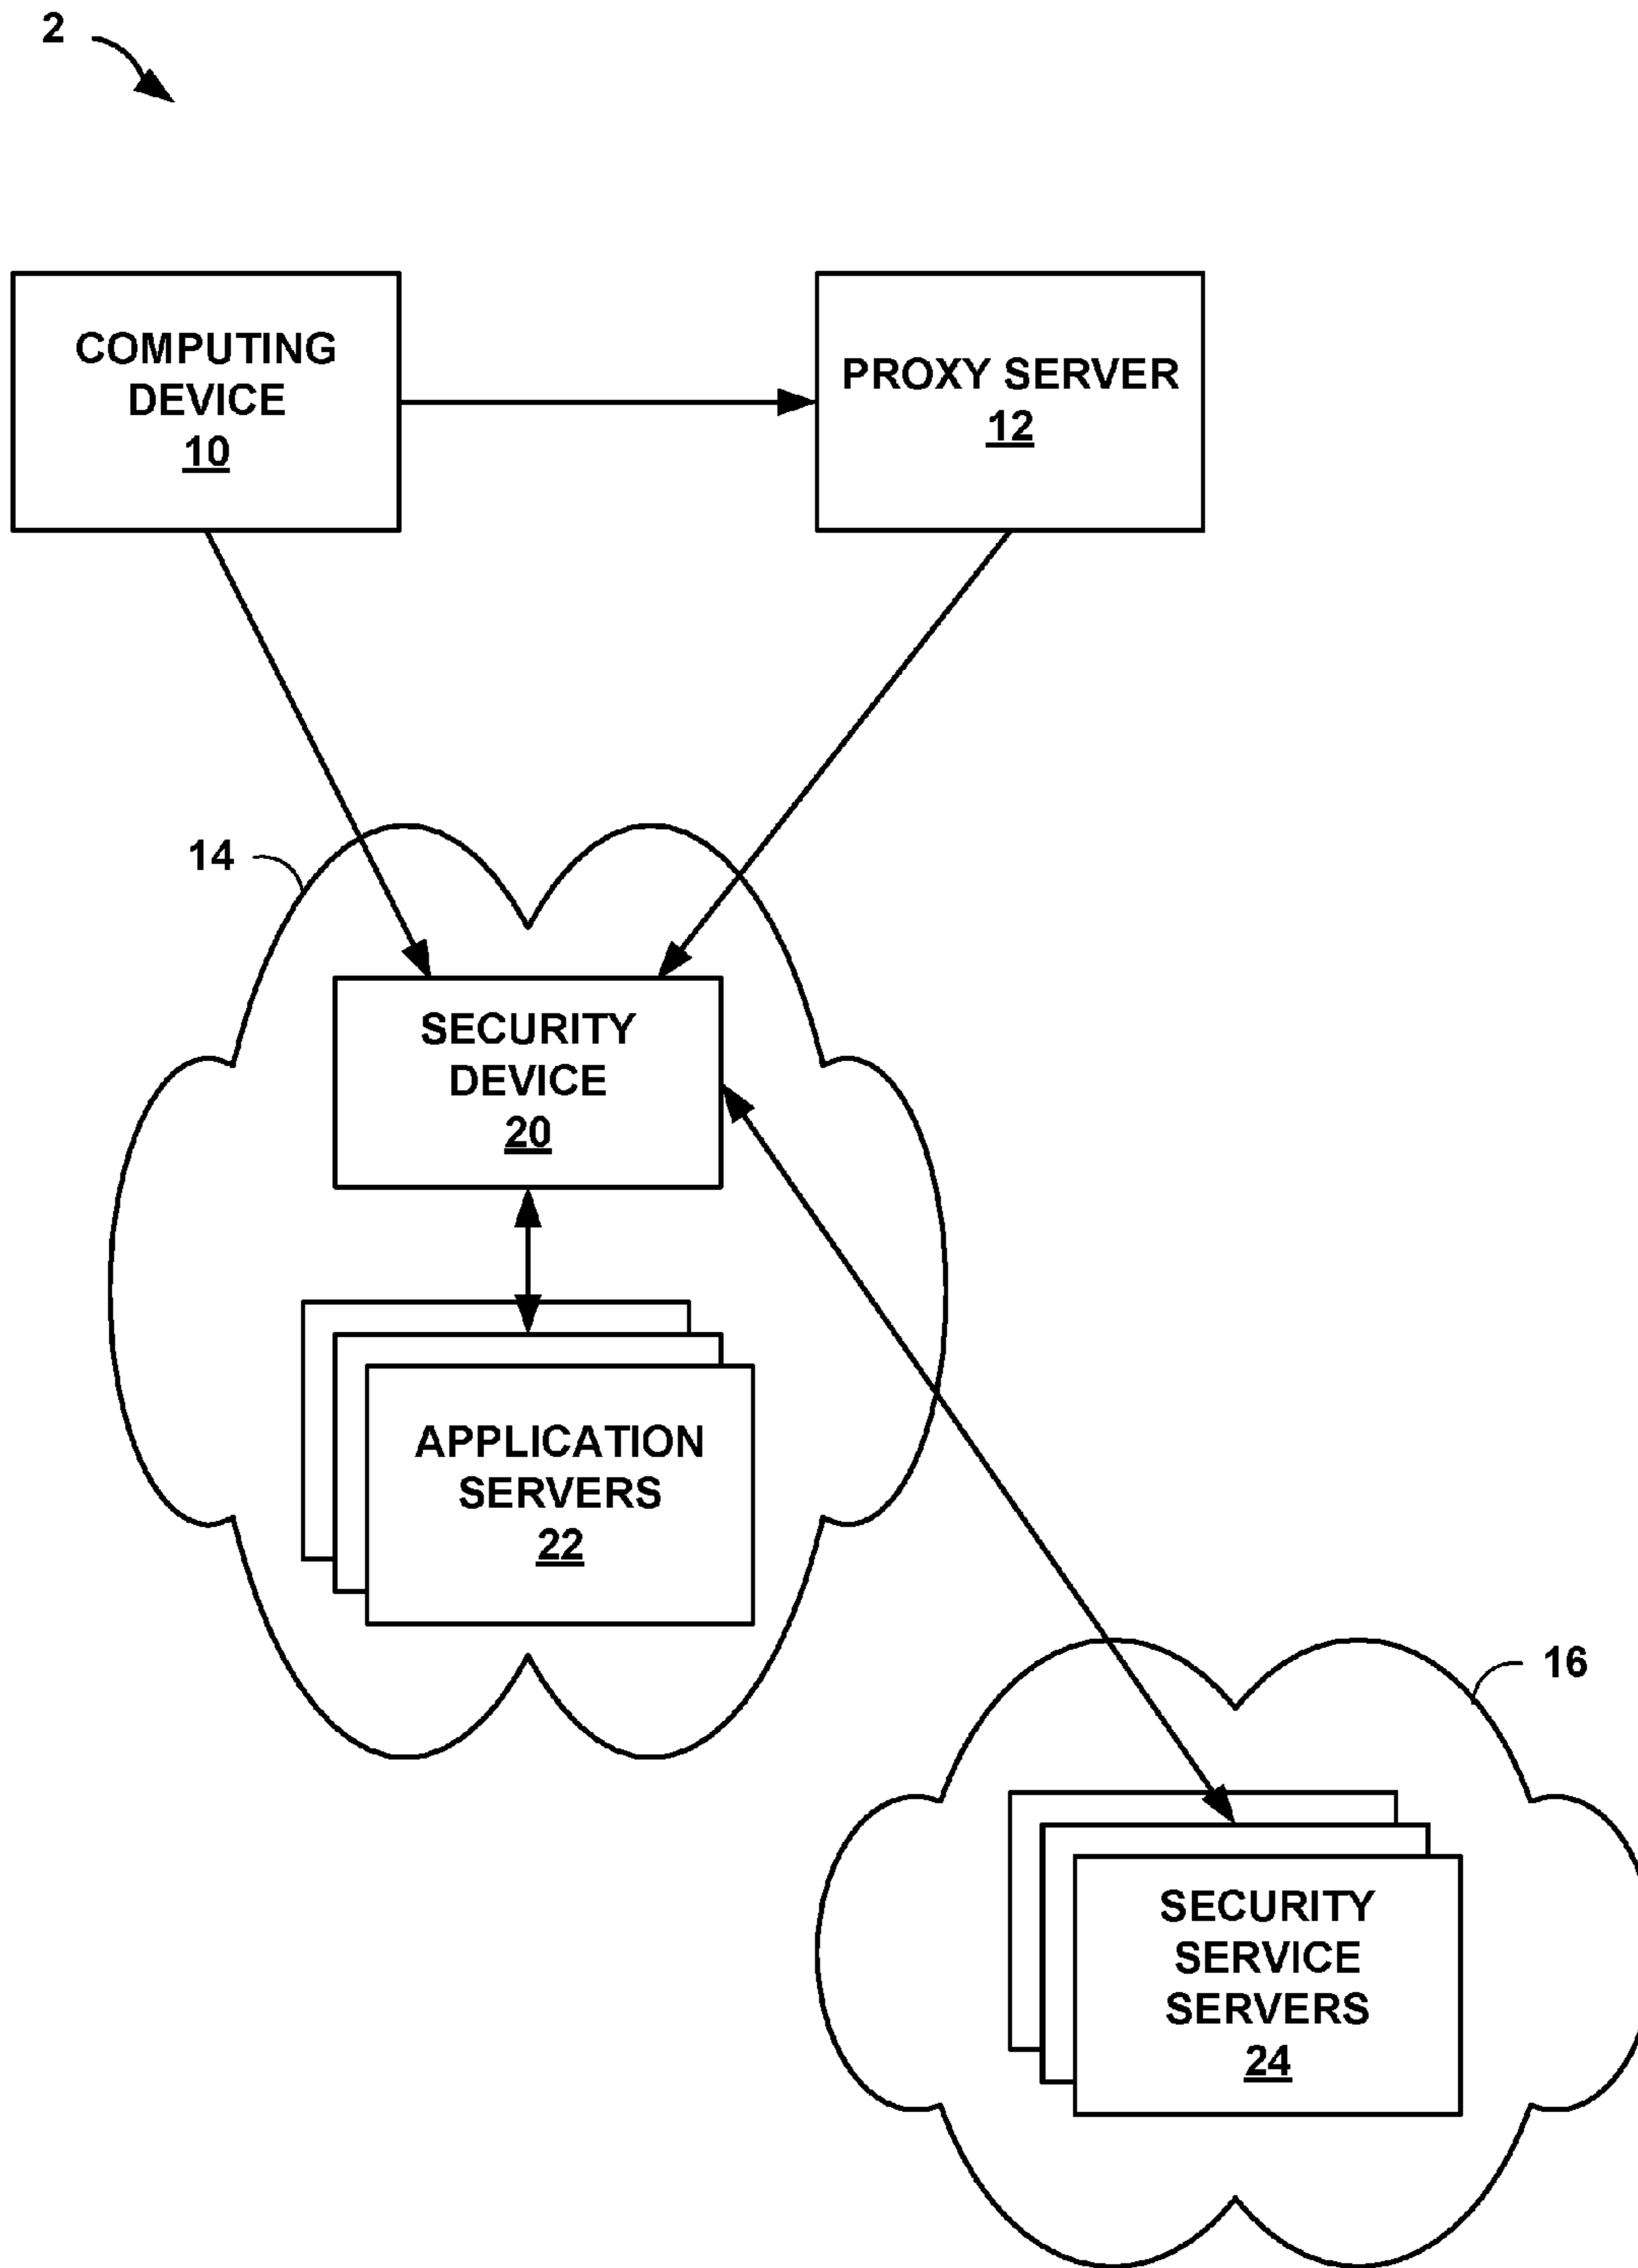 2
COMPUTING
DEVICE
10
PROXY SERVER
12
14
SECURITY
DEVICE
20
APPLICATION
SERVERS
22
16
SECURITY
SERVICE
SERVERS
24